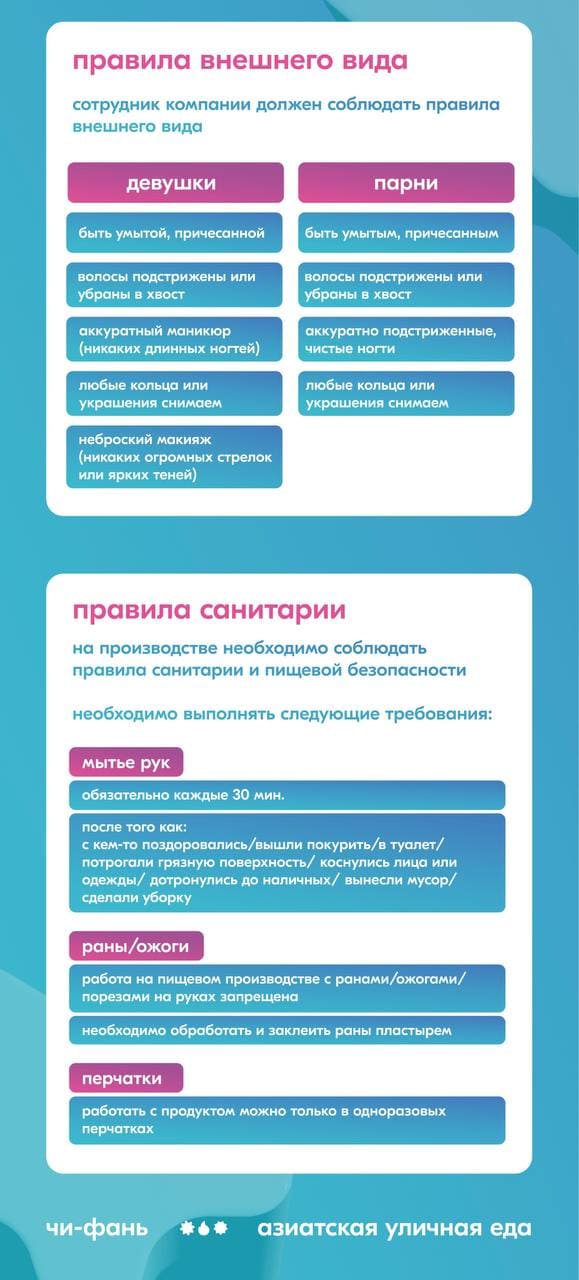 правила внешнего вида
сотрудник компании должен соблюдать правила
внешнего вида
девушки
быть умытой, причесанной
волосы подстрижены или
убраны в хвост
аккуратный маникюр
(никаких длинных ногтей)
любые кольца или
украшения снимаем
неброский макияж
(никаких огромных стрелок
или ярких теней)
парни
быть умытым, причесанным
волосы подстрижены или
убраны в хвост
аккуратно подстриженные,
чистые ногти
любые кольца или
украшения снимаем
правила санитарии
на производстве необходимо соблюдать
правила санитарии и пищевой безопасности
необходимо выполнять следующие требования:
мытье рук
обязательно каждые 30 мин.
после того как:
с кем-то поздоровались/вышли покурить/в туалет/
потрогали грязную поверхность/ коснулись лица или
одежды/ дотронулись до наличных/ вынесли мусор/
сделали уборку
раны/ожоги
работа на пищевом производстве с ранами/ожогами/
порезами на руках запрещена
необходимо обработать и заклеить раны пластырем
перчатки
работать с продуктом можно только в одноразовых
перчатках
чи-фань
азиатская уличная еда